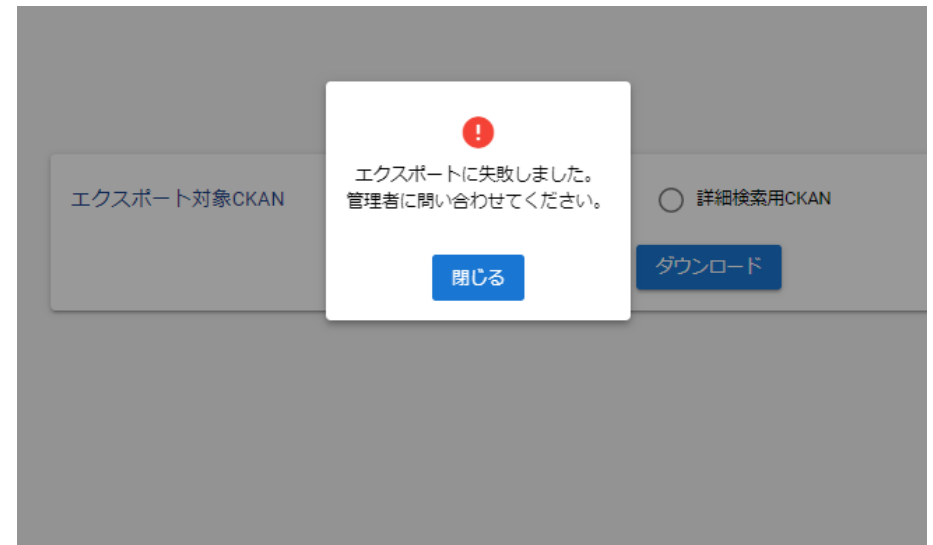 エクスポートに失敗しました。
管理者に問い合わせてください。
閉じる
エクスポート対象CKAN
詳細検索用CKAN
ダウンロード